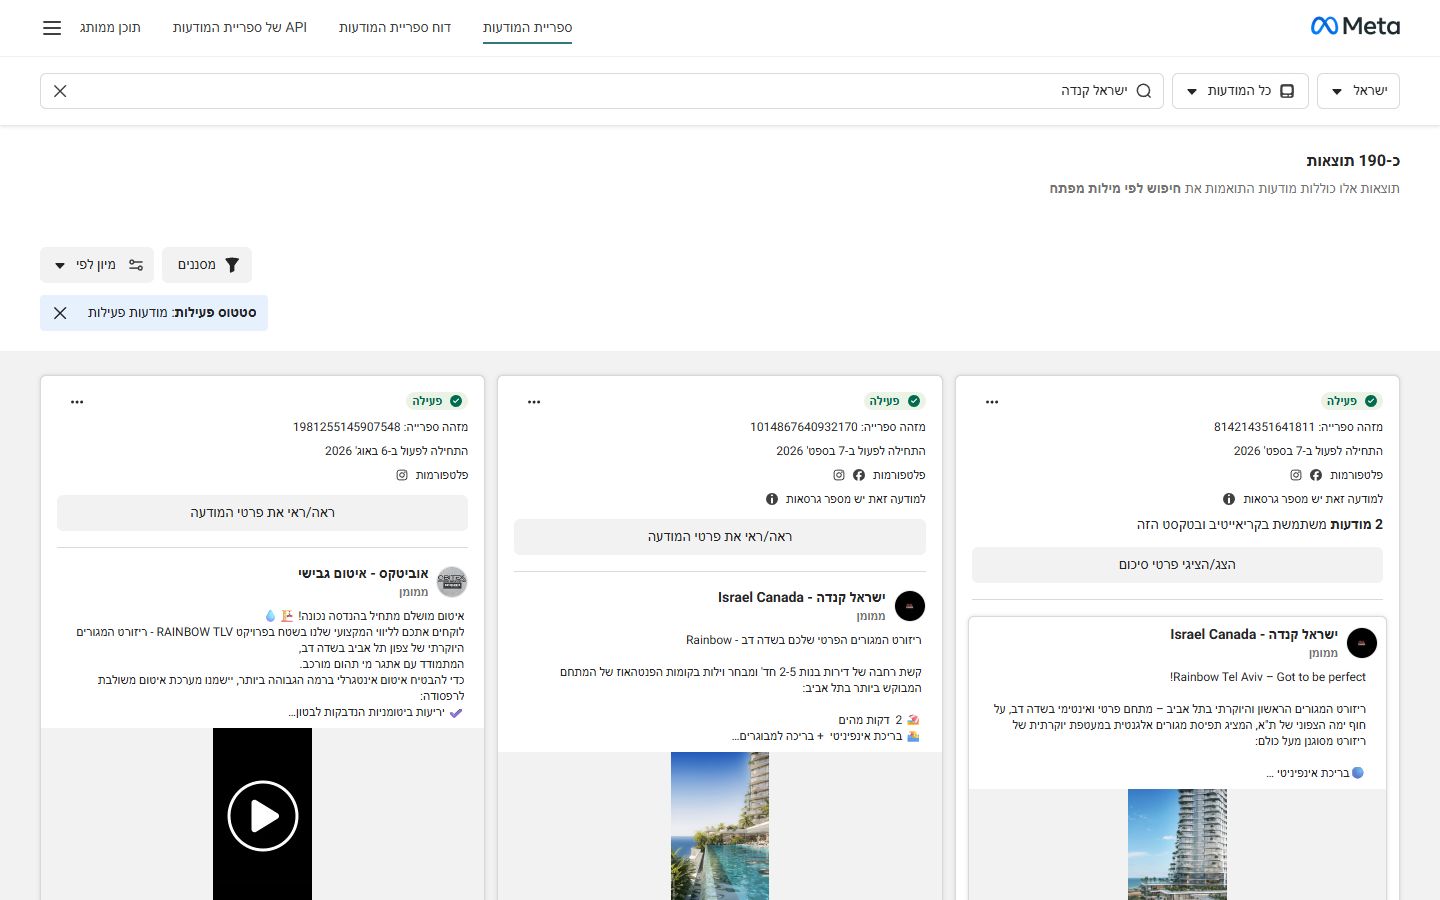 Meta
ספריית המודעות
דוח ספריית המודעות
API של ספריית המודעות
תוכן ממותג
ישראל
כל המודעות
ישראל קנדה
כ-190 תוצאות
תוצאות אלו כוללות מודעות התואמות את חיפוש לפי מילות מפתח
מסננים
מיון לפי
סטטוס פעילות: מודעות פעילות
פעילה
מזהה ספרייה: 814214351641811
התחילה לפעול ב-7 בספט' 2026
פלטפורמות
למודעה זאת יש מספר גרסאות
2 מודעות משתמשת בקריאייטיב ובטקסט הזה
הצג/הציגי פרטי סיכום
ישראל קנדה - Israel Canada
ממומן
Rainbow Tel Aviv – Got to be perfect!
ריזורט המגורים הראשון והיוקרתי בתל אביב – מתחם פרטי ואינטימי בשדה דב, על
חוף ימה הצפוני של ת"א, המציג תפיסת מגורים אלגנטית במעטפת יוקרתית של
ריזורט מסוגנן מעל כולם:
🔵 בריכת אינפיניטי ...
פעילה
מזהה ספרייה: 1014867640932170
התחילה לפעול ב-7 בספט' 2026
פלטפורמות
למודעה זאת יש מספר גרסאות
ראה/ראי את פרטי המודעה
ישראל קנדה - Israel Canada
ממומן
ריזורט המגורים הפרטי שלכם בשדה דב - Rainbow
קשת רחבה של דירות בנות 2-5 חד' ומבחר וילות בקומות הפנטהאוז של המתחם
המבוקש ביותר בתל אביב:
🏖️ 2 דקות מהים
🏊 בריכת אינפיניטי + בריכה למבוגרים...
פעילה
מזהה ספרייה: 1981255145907548
התחילה לפעול ב-6 באוג' 2026
פלטפורמות
ראה/ראי את פרטי המודעה
אוביטקס - איטום גבישי
ממומן
איטום מושלם מתחיל בהנדסה נכונה! 🏗️ 💧
לוקחים אתכם לליווי המקצועי שלנו בשטח בפרויקט RAINBOW TLV - ריזורט המגורים
היוקרתי של צפון תל אביב בשדה דב,
המתמודד עם אתגר מי תהום מורכב.
כדי להבטיח איטום אינטגרלי ברמה הגבוהה ביותר, יישמנו מערכת איטום משולבת
לרפסודה:
✔️ יריעות ביטומניות הנדבקות לבטון...